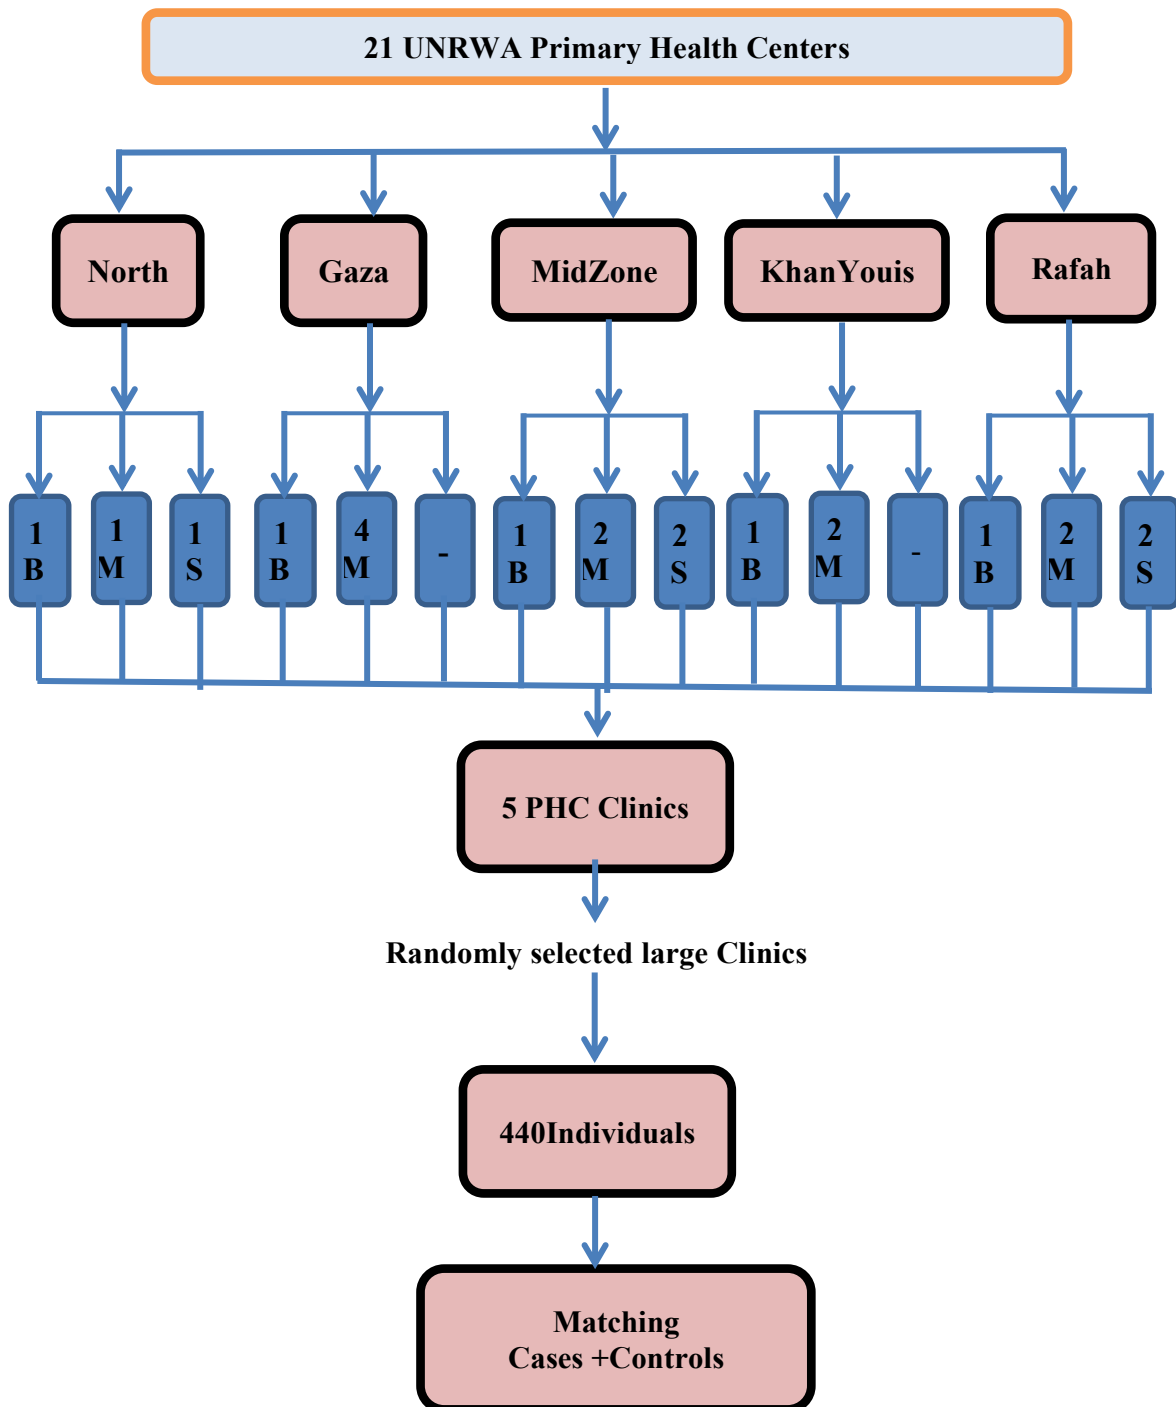 21 UNRWA Primary Health Centers
North
Gaza
MidZone
KhanYouis
Rafah
1
B
1
M
1
S
1
B
4
M
-
1
B
2
M
2
S
1
B
2
M
-
1
B
2
M
2
S
5 PHC Clinics
Randomly selected large Clinics
440Individuals
Matching
Cases +Controls